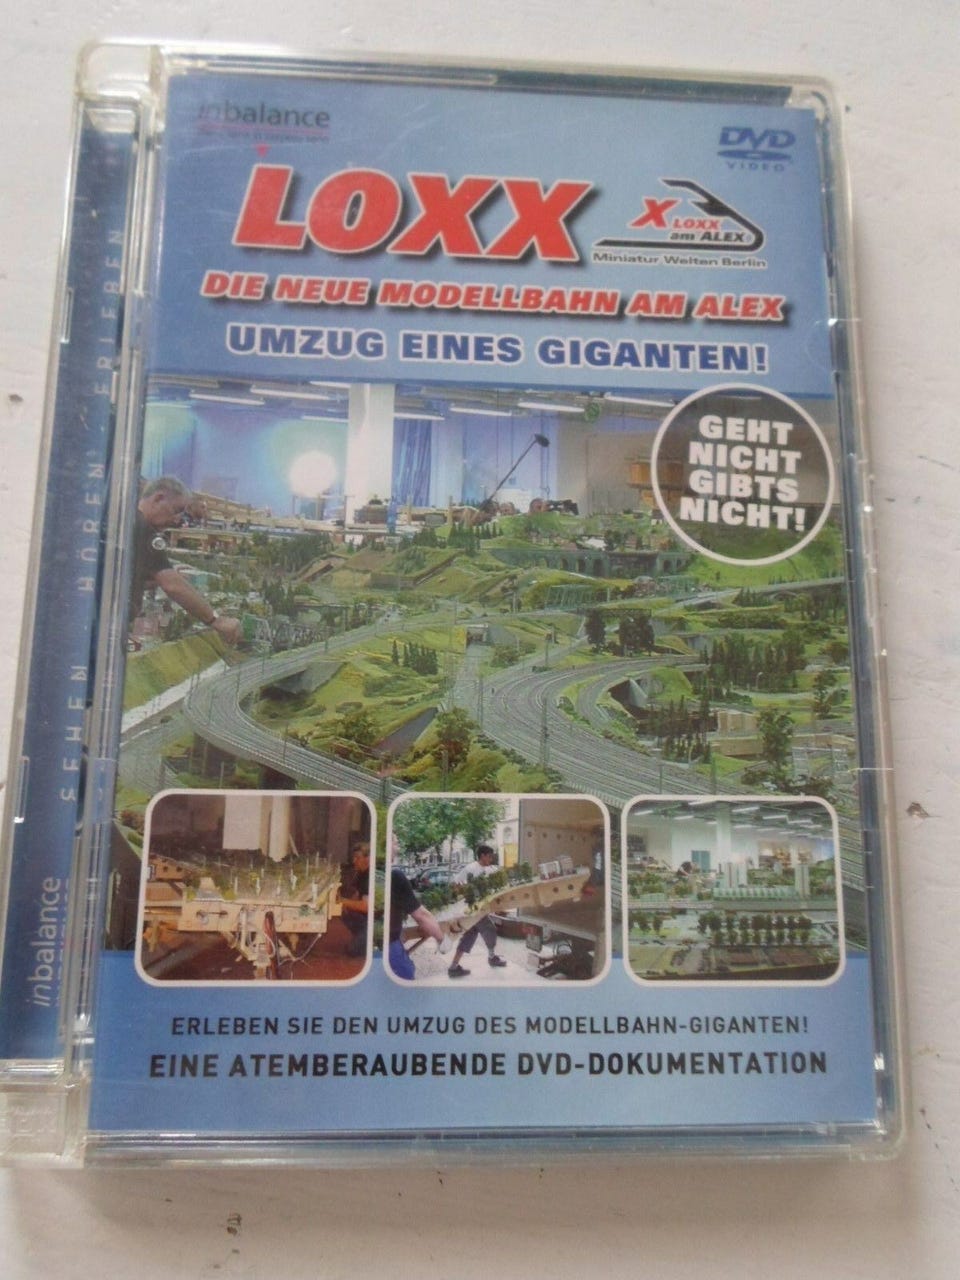 inbalance
DVD
VIDEO
LOXX
X LOXX
am ALEX
Miniatur Welten Berlin
DIE NEUE MODELLBAHN AM ALEX
UMZUG EINES GIGANTEN!
GEHT
NICHT
GIBTS
NICHT!
ERLEBEN SIE DEN UMZUG DES MODELLBAHN-GIGANTEN!
EINE ATEMBERAUBENDE DVD-DOKUMENTATION
SEHEN HÖREN ERLEBEN
inbalance